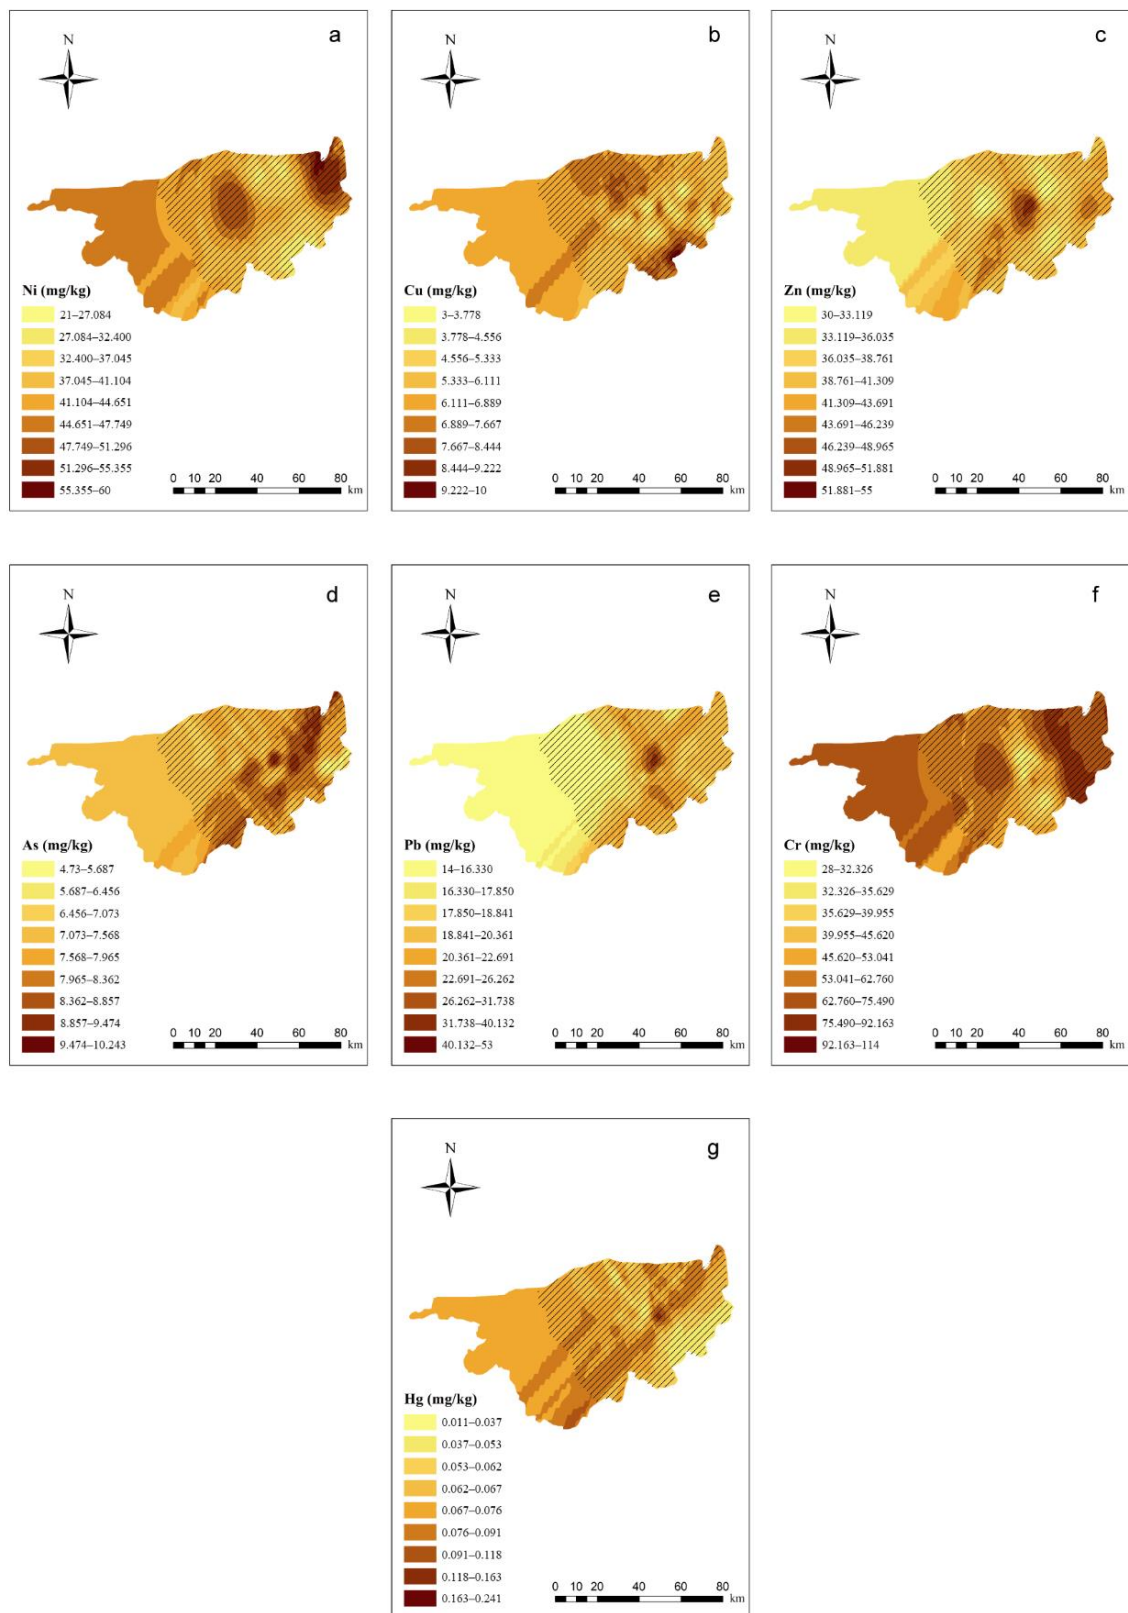 N
a
Ni (mg/kg)
21–27.084
27.084–32.400
32.400–37.045
37.045–41.104
41.104–44.651
44.651–47.749
47.749–51.296
51.296–55.355
55.355–60
0 10 20 40 60 80
km
N
b
Cu (mg/kg)
3–3.778
3.778–4.556
4.556–5.333
5.333–6.111
6.111–6.889
6.889–7.667
7.667–8.444
8.444–9.222
9.222–10
0 10 20 40 60 80
km
N
c
Zn (mg/kg)
30–33.119
33.119–36.035
36.035–38.761
38.761–41.309
41.309–43.691
43.691–46.239
46.239–48.965
48.965–51.881
51.881–55
0 10 20 40 60 80
km
N
d
As (mg/kg)
4.73–5.687
5.687–6.456
6.456–7.073
7.073–7.568
7.568–7.965
7.965–8.362
8.362–8.857
8.857–9.474
9.474–10.243
0 10 20 40 60 80
km
N
e
Pb (mg/kg)
14–16.330
16.330–17.850
17.850–18.841
18.841–20.361
20.361–22.691
22.691–26.262
26.262–31.738
31.738–40.132
40.132–53
0 10 20 40 60 80
km
N
f
Cr (mg/kg)
28–32.326
32.326–35.629
35.629–39.955
39.955–45.620
45.620–53.041
53.041–62.760
62.760–75.490
75.490–92.163
92.163–114
0 10 20 40 60 80
km
N
g
Hg (mg/kg)
0.011–0.037
0.037–0.053
0.053–0.062
0.062–0.067
0.067–0.076
0.076–0.091
0.091–0.118
0.118–0.163
0.163–0.241
0 10 20 40 60 80
km